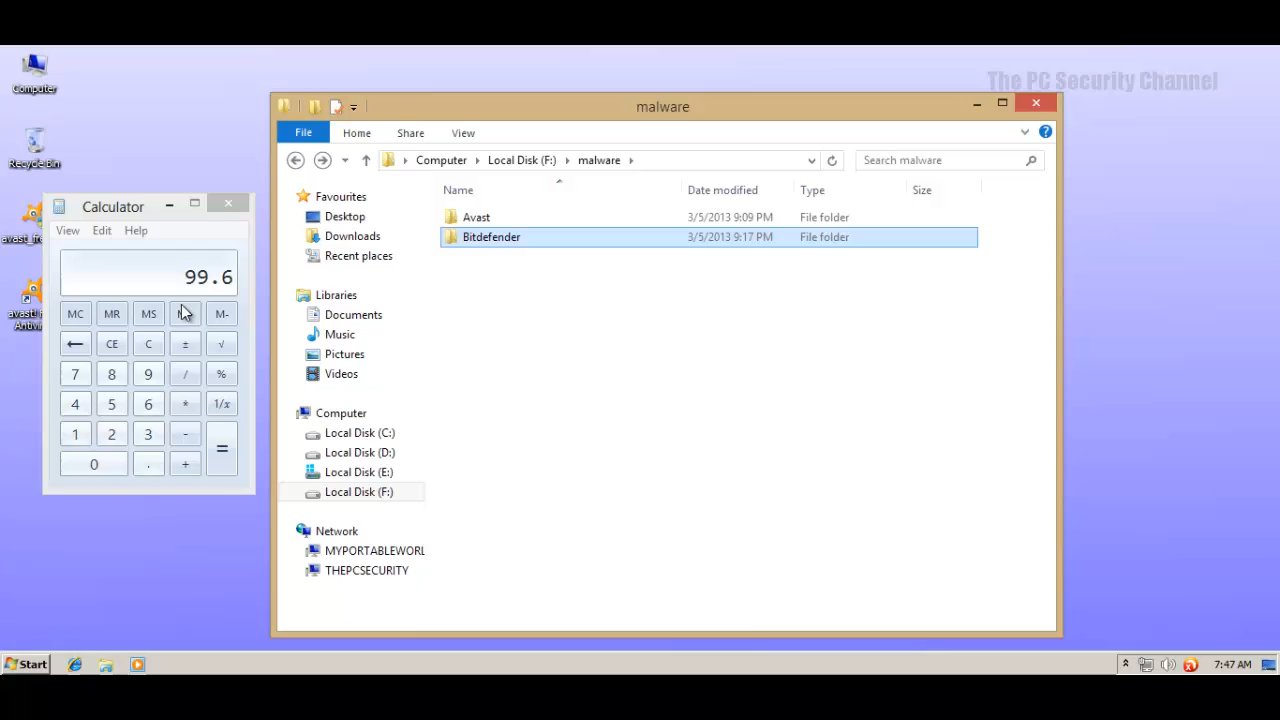 The PC Security Channel
Computer
Recycle Bin
Calculator
View Edit Help
99.6
MC MR MS M-
CE C ± √
7 8 9 / %
4 5 6 * 1/x
1 2 3 - =
0 . +
malware
File Home Share View
Computer Local Disk (F:) malware
Search malware
Name Date modified Type Size
Avast 3/5/2013 9:09 PM File folder
Bitdefender 3/5/2013 9:17 PM File folder
Favourites
Desktop
Downloads
Recent places
Libraries
Documents
Music
Pictures
Videos
Computer
Local Disk (C:)
Local Disk (D:)
Local Disk (E:)
Local Disk (F:)
Network
MYPORTABLEWORL
THEPCSECURITY
Start
7:47 AM